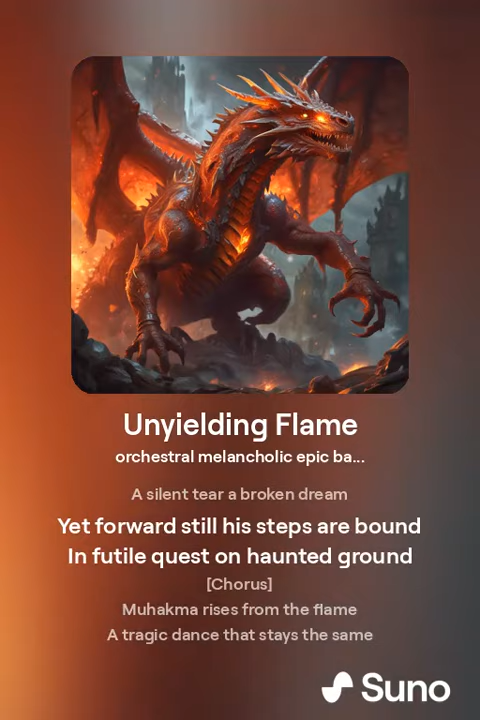 Unyielding Flame
orchestral melancholic epic ba...
A silent tear a broken dream
Yet forward still his steps are bound
In futile quest on haunted ground
[Chorus]
Muhakma rises from the flame
A tragic dance that stays the same
Suno